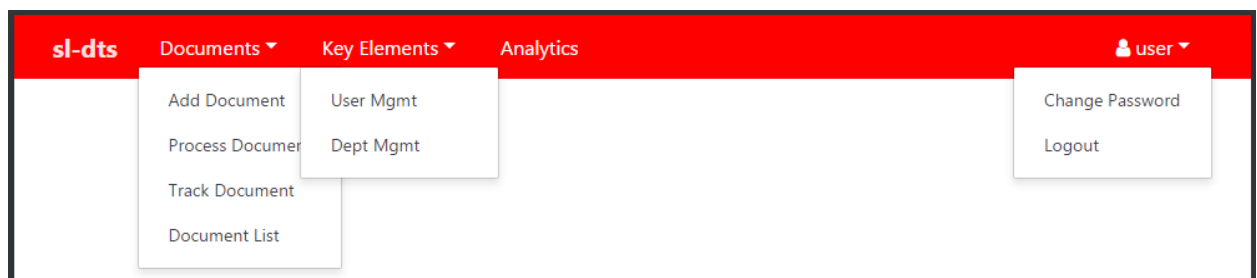 sl-dts Documents Key Elements Analytics user
Add Document User Mgmt Change Password
Process Documen Dept Mgmt Logout
Track Document
Document List